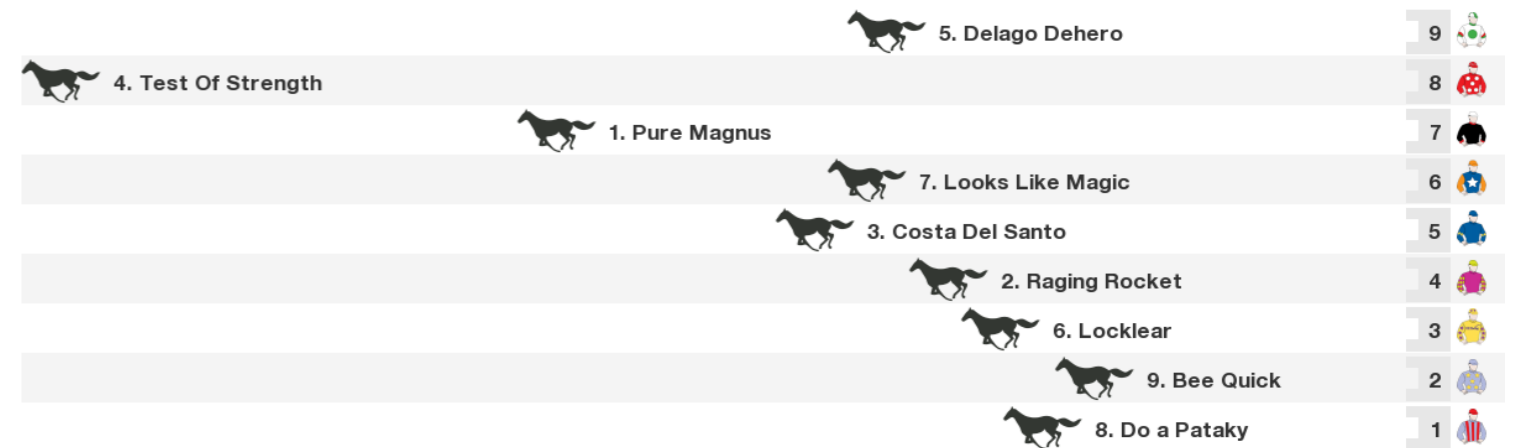 5. Delago Dehero 9
4. Test Of Strength 8
1. Pure Magnus 7
7. Looks Like Magic 6
3. Costa Del Santo 5
2. Raging Rocket 4
6. Locklear 3
9. Bee Quick 2
8. Do a Pataky 1